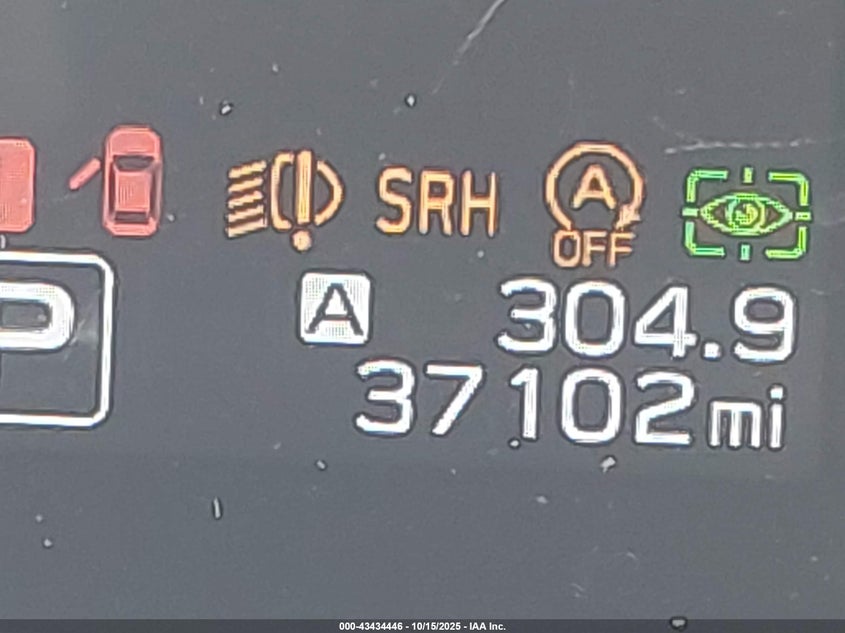 SRH
A
OFF
A 304.9
P
37102mi
000-43434446 - 10/15/2025 - IAA Inc.